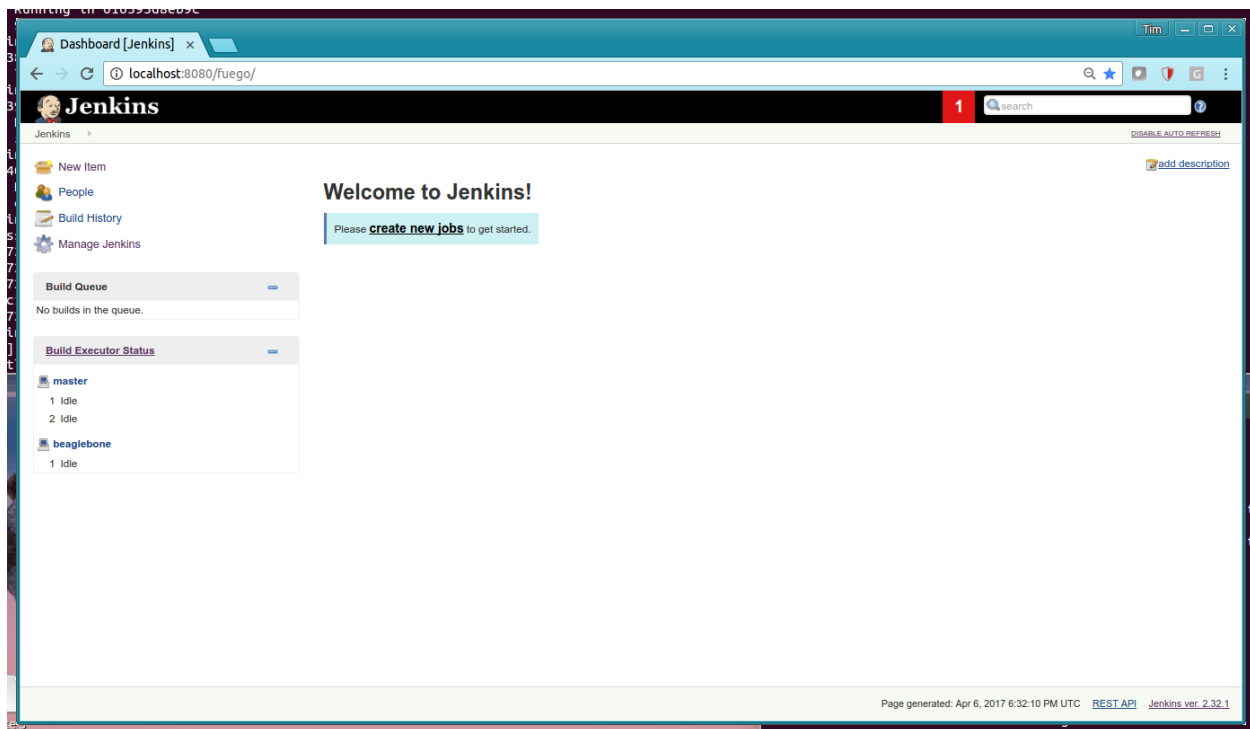 Running in 010395d8eb9c
Tim
Dashboard [Jenkins]
localhost:8080/fuego/
Jenkins
1
search
Jenkins
DISABLE AUTO REFRESH
add description
New Item
People
Build History
Manage Jenkins
Welcome to Jenkins!
Please create new jobs to get started.
Build Queue
No builds in the queue.
Build Executor Status
master
1 Idle
2 Idle
beaglebone
1 Idle
Page generated: Apr 6, 2017 6:32:10 PM UTC REST API Jenkins ver. 2.32.1